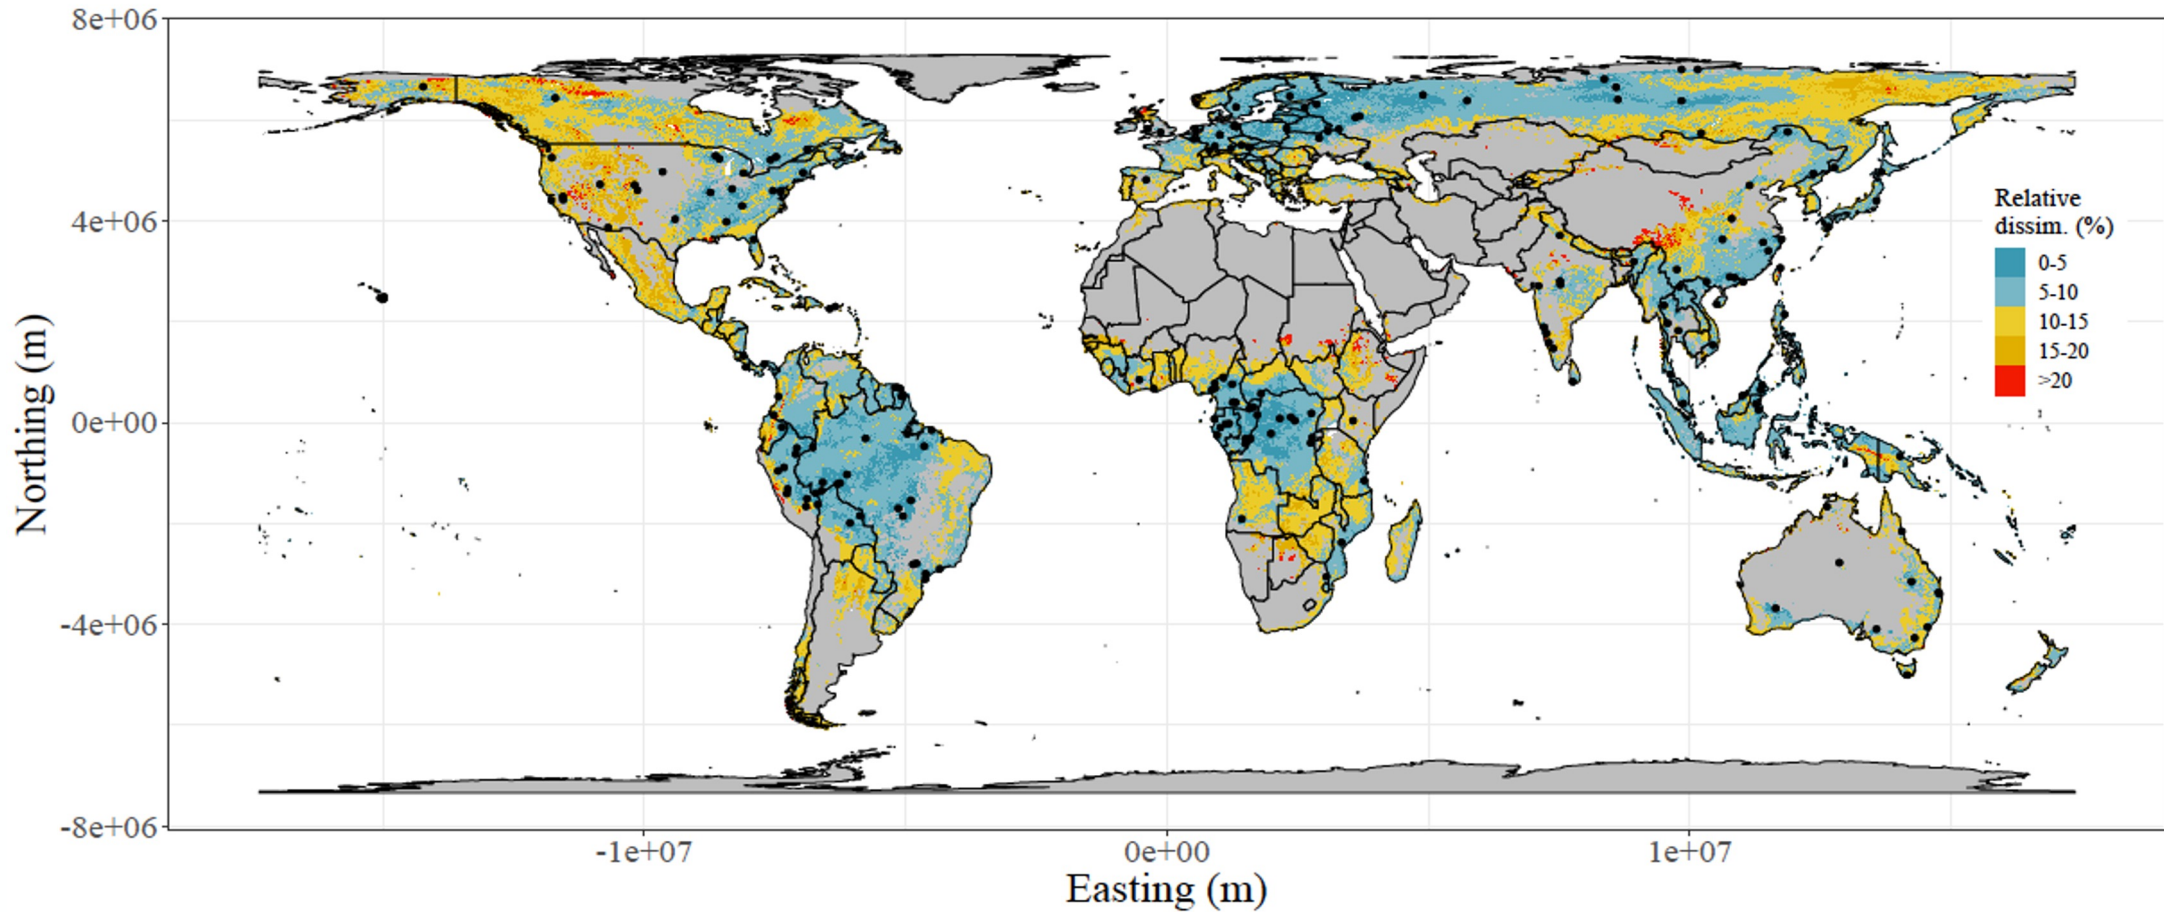 8e+06
4e+06
0e+00
-4e+06
-8e+06
Northing (m)
-1e+07
0e+00
1e+07
Easting (m)
Relative
dissim. (%)
0-5
5-10
10-15
15-20
>20